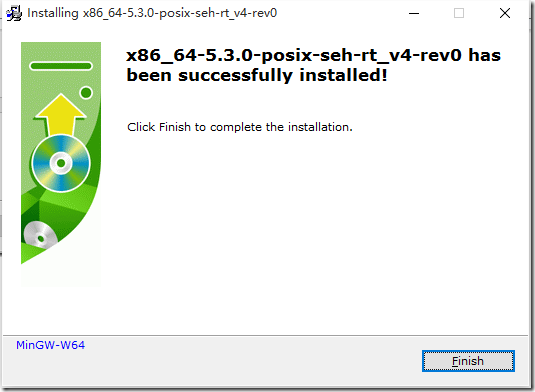 Installing x86_64-5.3.0-posix-seh-rt_v4-rev0
x86_64-5.3.0-posix-seh-rt_v4-rev0 has
been successfully installed!
Click Finish to complete the installation.
MinGW-W64
Finish